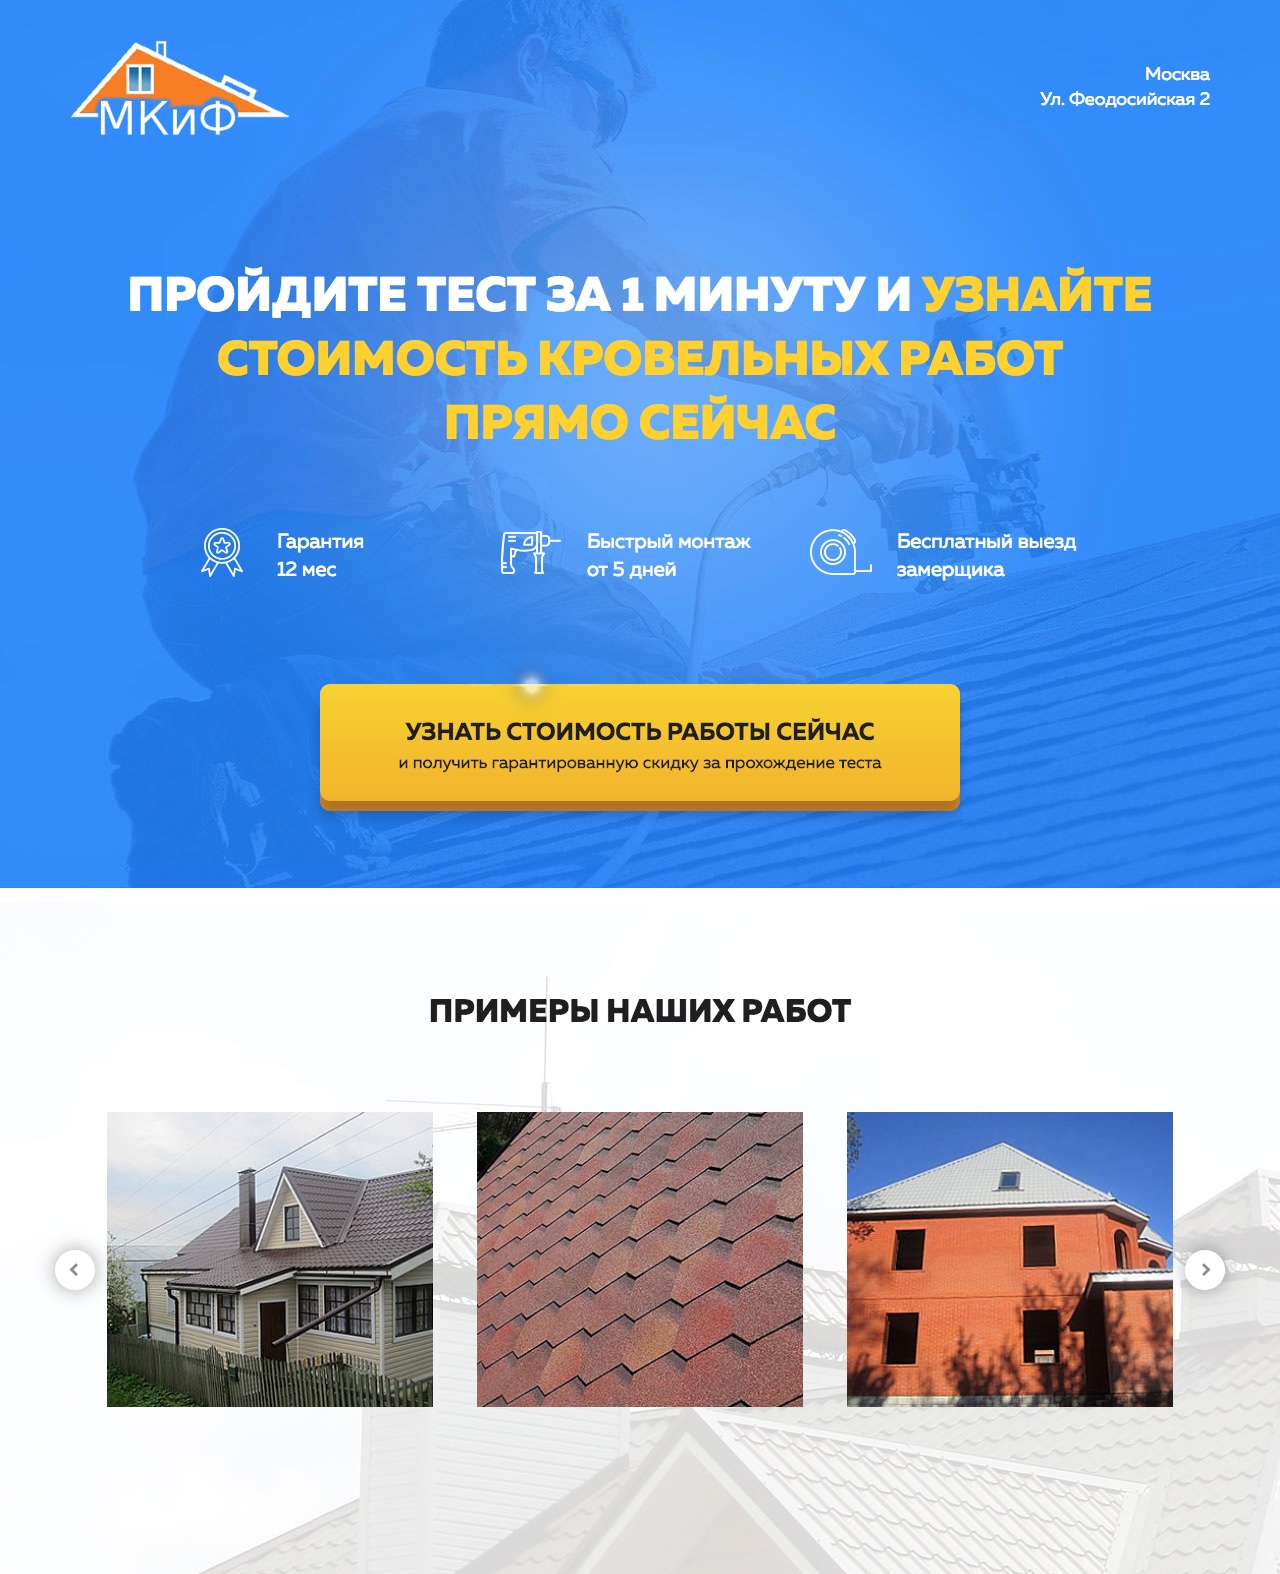 МКиФ
Москва
Ул. Феодосийская 2
ПРОЙДИТЕ ТЕСТ ЗА 1 МИНУТУ И УЗНАЙТЕ
СТОИМОСТЬ КРОВЕЛЬНЫХ РАБОТ
ПРЯМО СЕЙЧАС
Гарантия
12 мес
Быстрый монтаж
от 5 дней
Бесплатный выезд
замерщика
УЗНАТЬ СТОИМОСТЬ РАБОТЫ СЕЙЧАС
и получить гарантированную скидку за прохождение теста
ПРИМЕРЫ НАШИХ РАБОТ